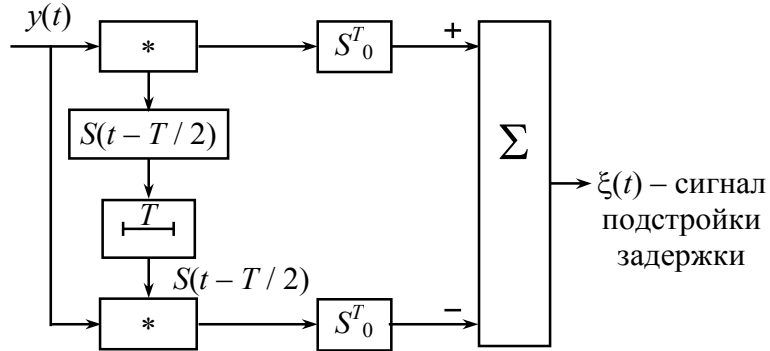 y(t)
*
S^T_0
+
S(t – T / 2)
Σ
T
ξ(t) – сигнал
подстройки
задержки
S(t – T / 2)
*
S^T_0
–